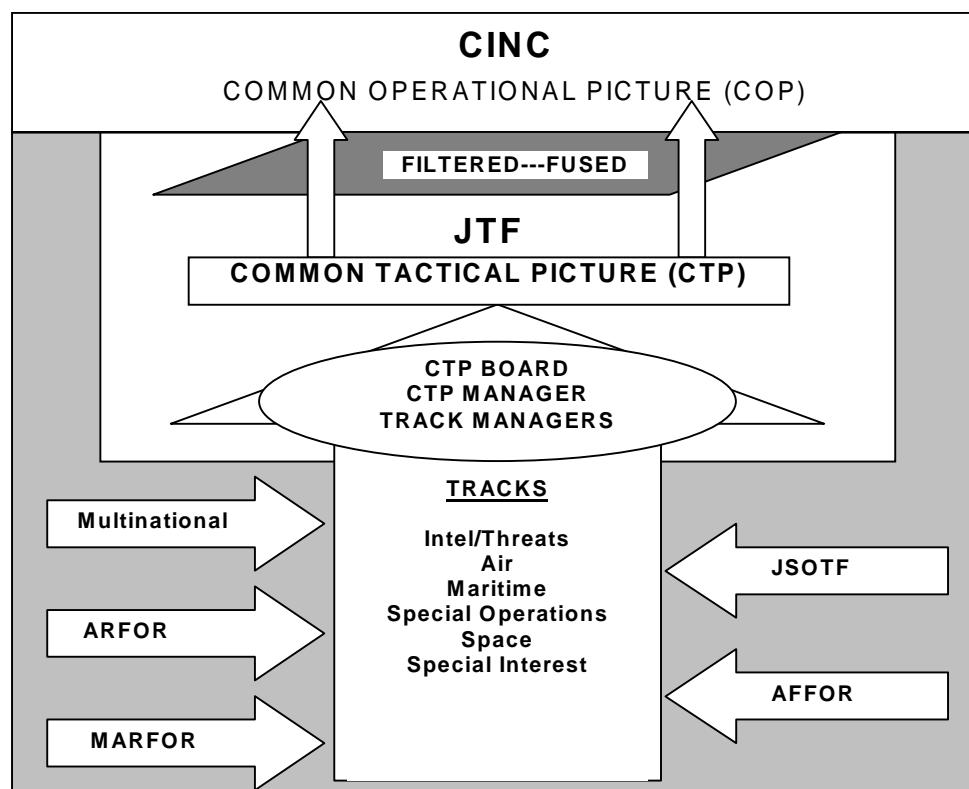 CINC
COMMON OPERATIONAL PICTURE (COP)
FILTERED---FUSED
JTF
COMMON TACTICAL PICTURE (CTP)
CTP BOARD
CTP MANAGER
TRACK MANAGERS
TRACKS
Intel/Threats
Air
Maritime
Special Operations
Space
Special Interest
Multinational
ARFOR
MARFOR
JSOTF
AFFOR